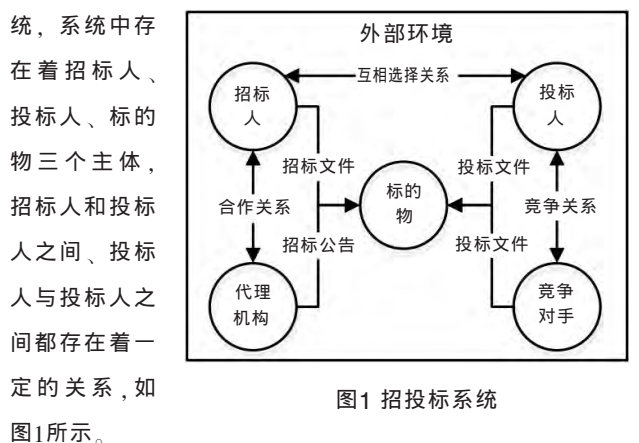 统，系统中存
在着招标人、
投标人、标的
物三个主体，
招标人和投标
人之间、投标
人与投标人之
间都存在着一
定的关系，如
图1所示。
外部环境
互相选择关系
招标
人
投标
人
招标文件
投标文件
标的
物
合作关系
竞争关系
招标公告
投标文件
代理
机构
竞争
对手
图1 招投标系统